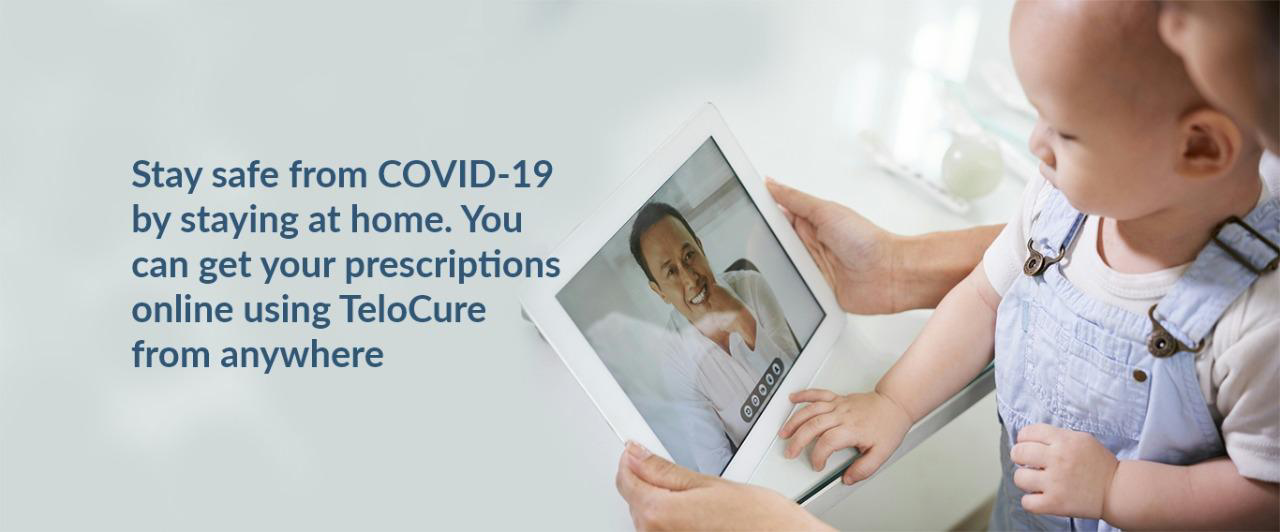 Stay safe from COVID-19
by staying at home. You
can get your prescriptions
online using TeloCure
from anywhere